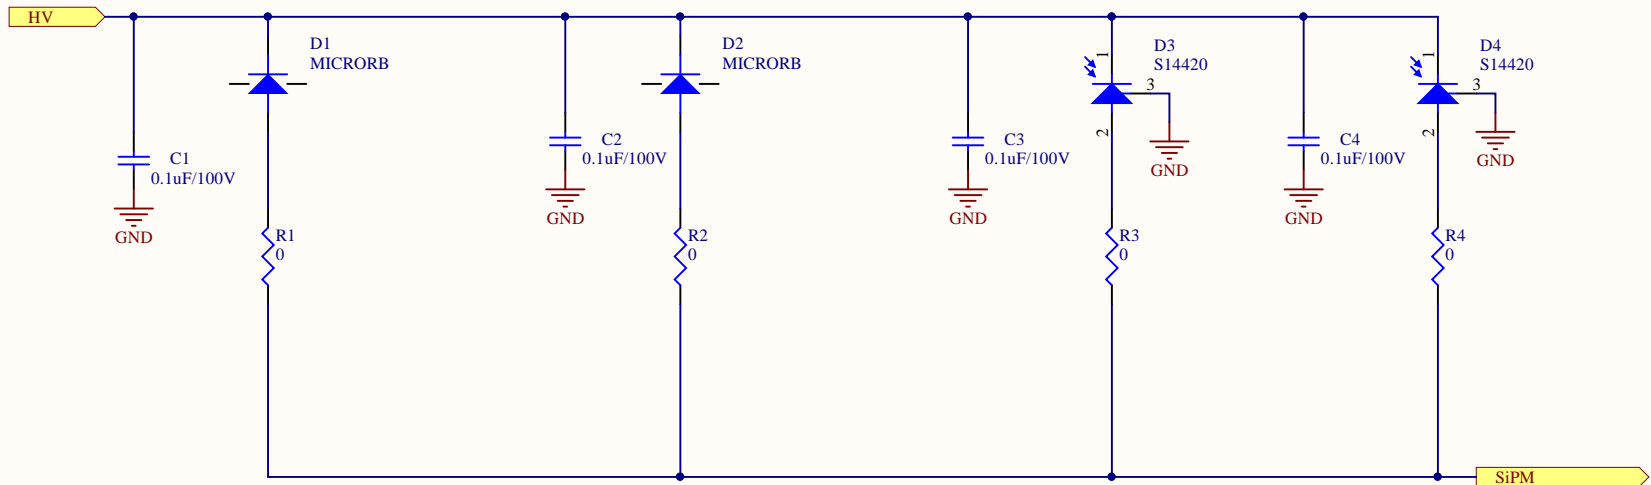 HV
D1
MICRORB
C1
0.1uF/100V
GND
R1
0
D2
MICRORB
C2
0.1uF/100V
GND
R2
0
C3
0.1uF/100V
GND
1
D3
S14420
3
2
GND
R3
0
C4
0.1uF/100V
GND
1
D4
S14420
3
2
GND
R4
0
SiPM